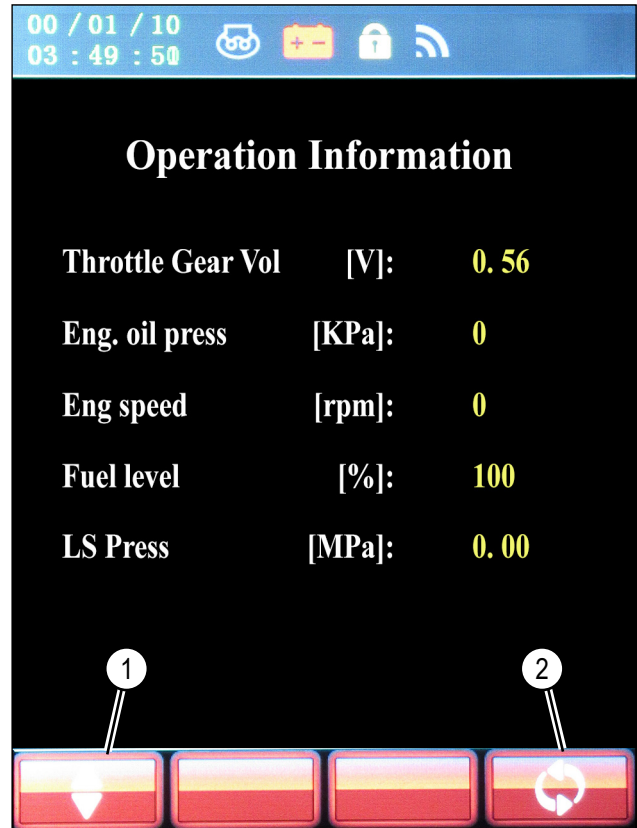 00 / 01 / 10
03 : 49 : 50
Operation Information
Throttle Gear Vol [V]: 0. 56
Eng. oil press [KPa]: 0
Eng speed [rpm]: 0
Fuel level [%]: 100
LS Press [MPa]: 0. 00
1 2